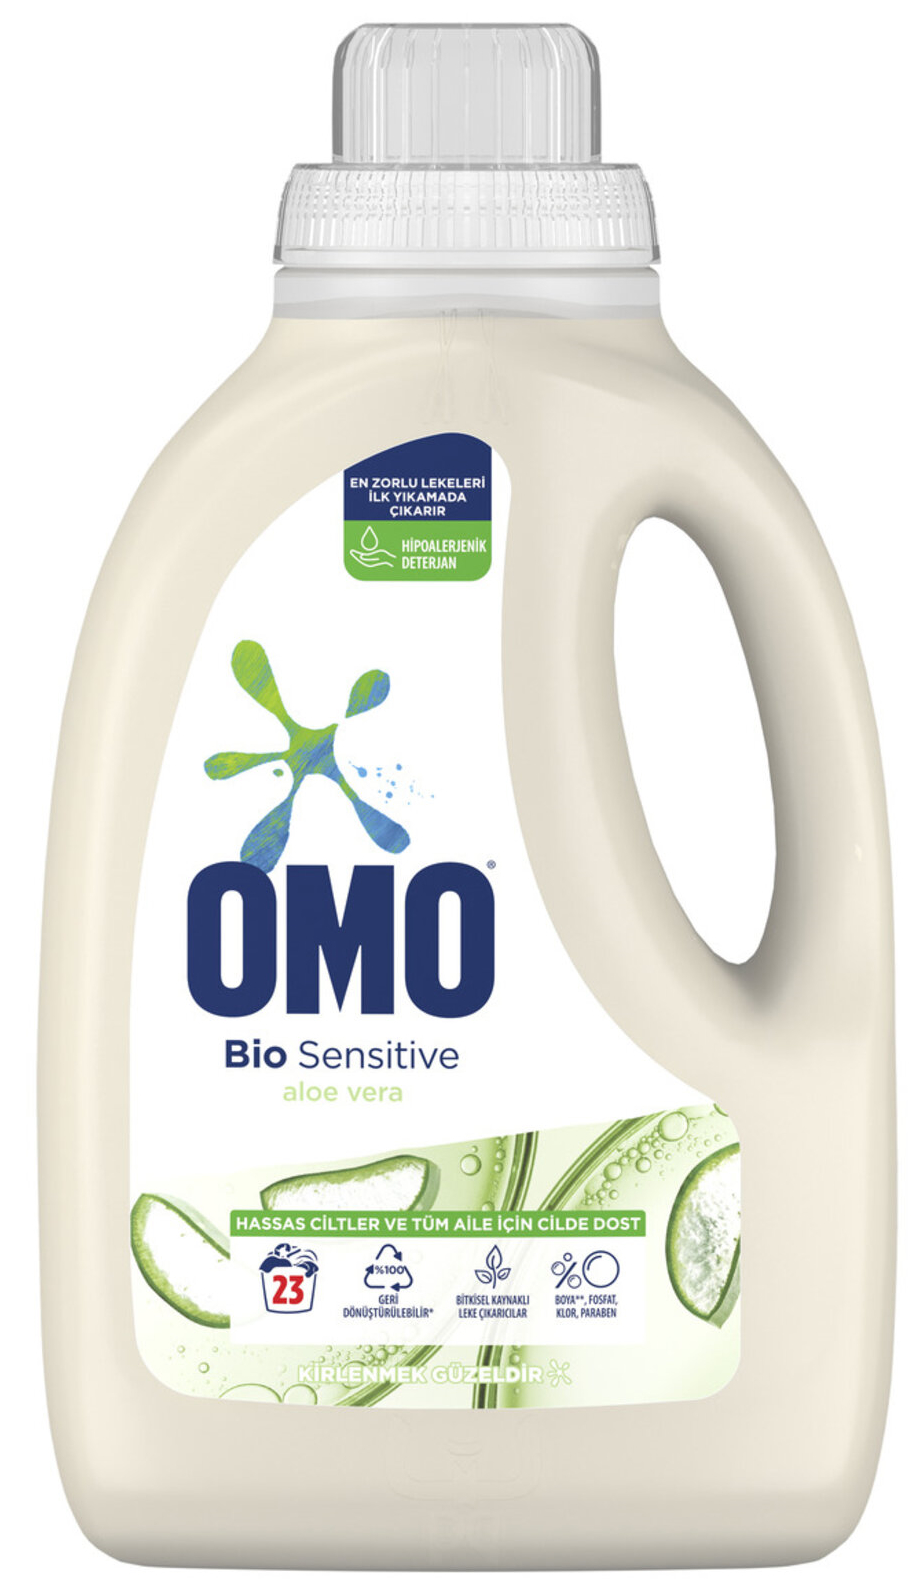 EN ZORLU LEKELERİ
İLK YIKAMADA
ÇIKARIR
HİPOALERJENİK
DETERJAN
OMO®
Bio Sensitive
aloe vera
HASSAS CİLTLER VE TÜM AİLE İÇİN CİLDE DOST
23
%100
GERİ
DÖNÜŞTÜRÜLEBİLİR*
BİTKİSEL KAYNAKLI
LEKE ÇIKARICILAR
%0
BOYA**, FOSFAT,
KLOR, PARABEN
KİRLENMEK GÜZELDİR